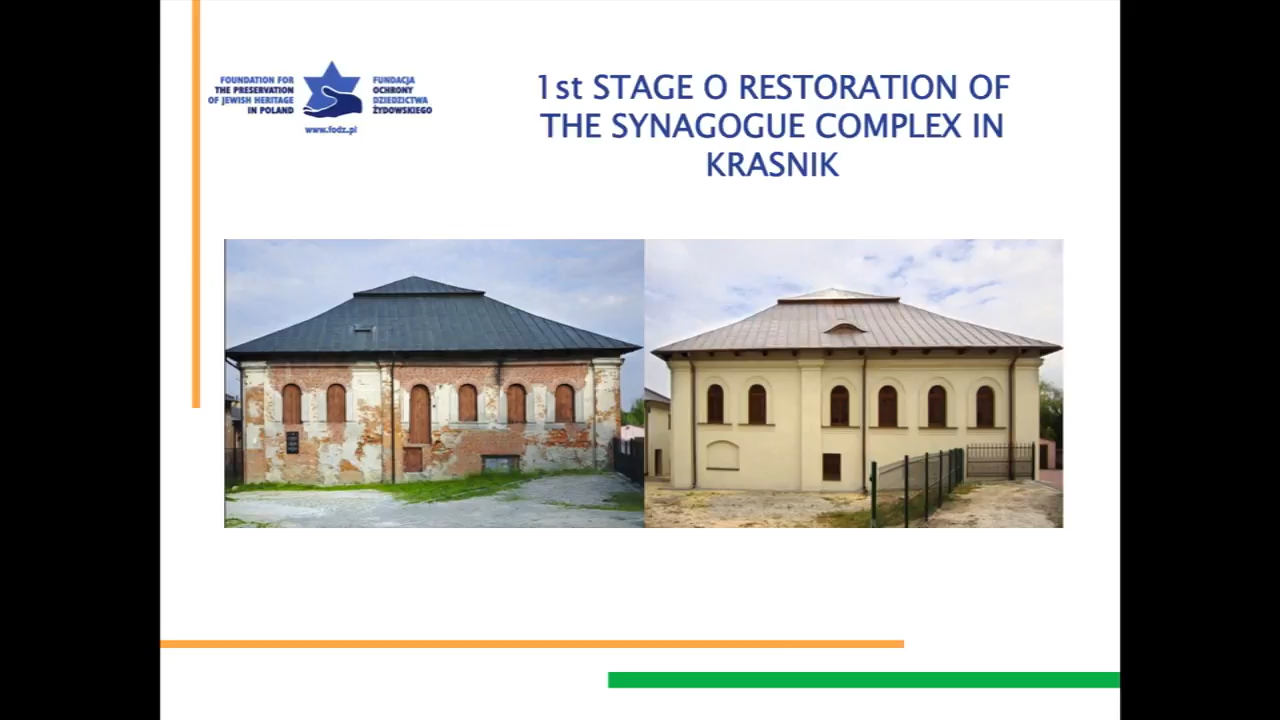 FOUNDATION FOR
THE PRESERVATION
OF JEWISH HERITAGE
IN POLAND
FUNDACJA
OCHRONY
DZIEDZICTWA
ŻYDOWSKIEGO
www.fodz.pl
1st STAGE O RESTORATION OF
THE SYNAGOGUE COMPLEX IN
KRASNIK